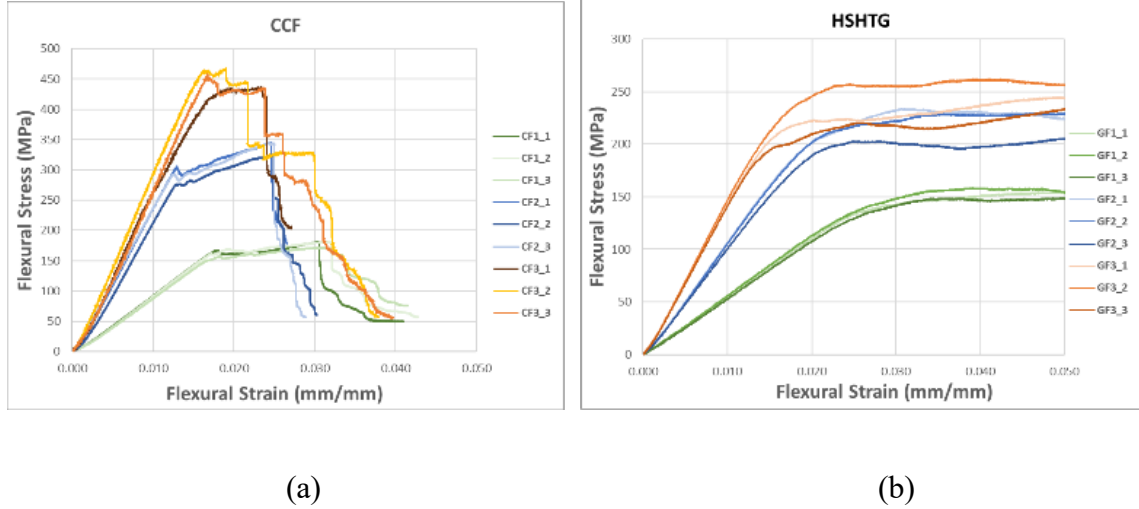 CCF
Flexural Stress (MPa)
500
450
400
350
300
250
200
150
100
50
0
0.000 0.010 0.020 0.030 0.040 0.050
Flexural Strain (mm/mm)
CF1_1
CF1_2
CF1_3
CF2_1
CF2_2
CF2_3
CF3_1
CF3_2
CF3_3
(a)
HSHTG
Flexural Stress (MPa)
300
250
200
150
100
50
0
0.000 0.010 0.020 0.030 0.040 0.050
Flexural Strain (mm/mm)
GF1_1
GF1_2
GF1_3
GF2_1
GF2_2
GF2_3
GF3_1
GF3_2
GF3_3
(b)